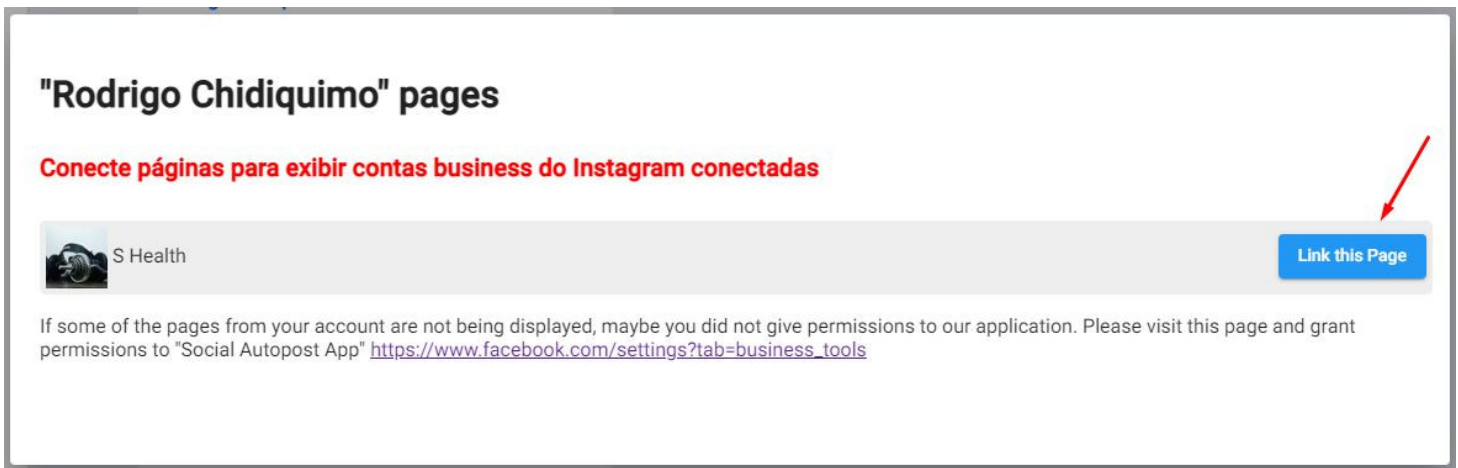 "Rodrigo Chidiquimo" pages
Conecte páginas para exibir contas business do Instagram conectadas
S Health
Link this Page
If some of the pages from your account are not being displayed, maybe you did not give permissions to our application. Please visit this page and grant
permissions to "Social Autopost App" https://www.facebook.com/settings?tab=business_tools